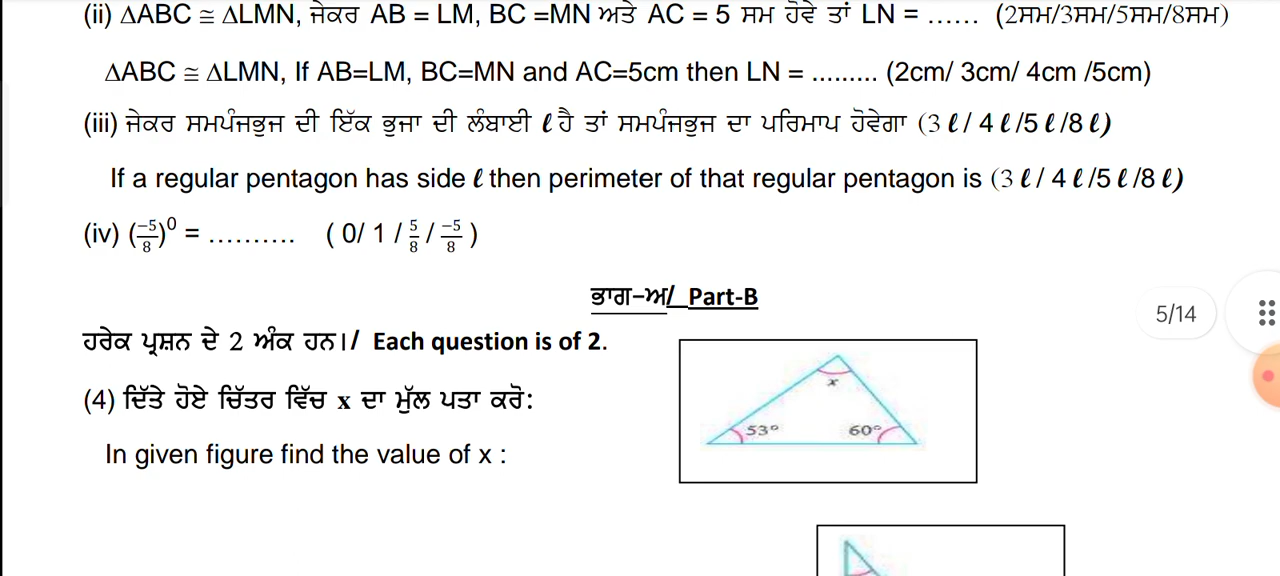 (ii) ∆ABC ≅ ∆LMN, ਜੇਕਰ AB = LM, BC =MN ਅਤੇ AC = 5 ਸਮ ਹੋਵੇ ਤਾਂ LN = ...... (2ਸਮ/3ਸਮ/5ਸਮ/8ਸਮ)
∆ABC ≅ ∆LMN, If AB=LM, BC=MN and AC=5cm then LN = ......... (2cm/ 3cm/ 4cm /5cm)
(iii) ਜੇਕਰ ਸਮਪੰਜਭੁਜ ਦੀ ਇੱਕ ਭੁਜਾ ਦੀ ਲੰਬਾਈ ℓ ਹੈ ਤਾਂ ਸਮਪੰਜਭੁਜ ਦਾ ਪਰਿਮਾਪ ਹੋਵੇਗਾ (3 ℓ / 4 ℓ /5 ℓ /8 ℓ)
If a regular pentagon has side ℓ then perimeter of that regular pentagon is (3 ℓ / 4 ℓ /5 ℓ /8 ℓ)
(iv) (−5/8)⁰ = .......... ( 0/ 1 / 5/8 / −5/8 )
ਭਾਗ–ਅ/ Part-B
5/14
ਹਰੇਕ ਪ੍ਰਸ਼ਨ ਦੇ 2 ਅੰਕ ਹਨ।/ Each question is of 2.
(4) ਦਿੱਤੇ ਹੋਏ ਚਿੱਤਰ ਵਿੱਚ x ਦਾ ਮੁੱਲ ਪਤਾ ਕਰੋ:
x
53° 60°
In given figure find the value of x :